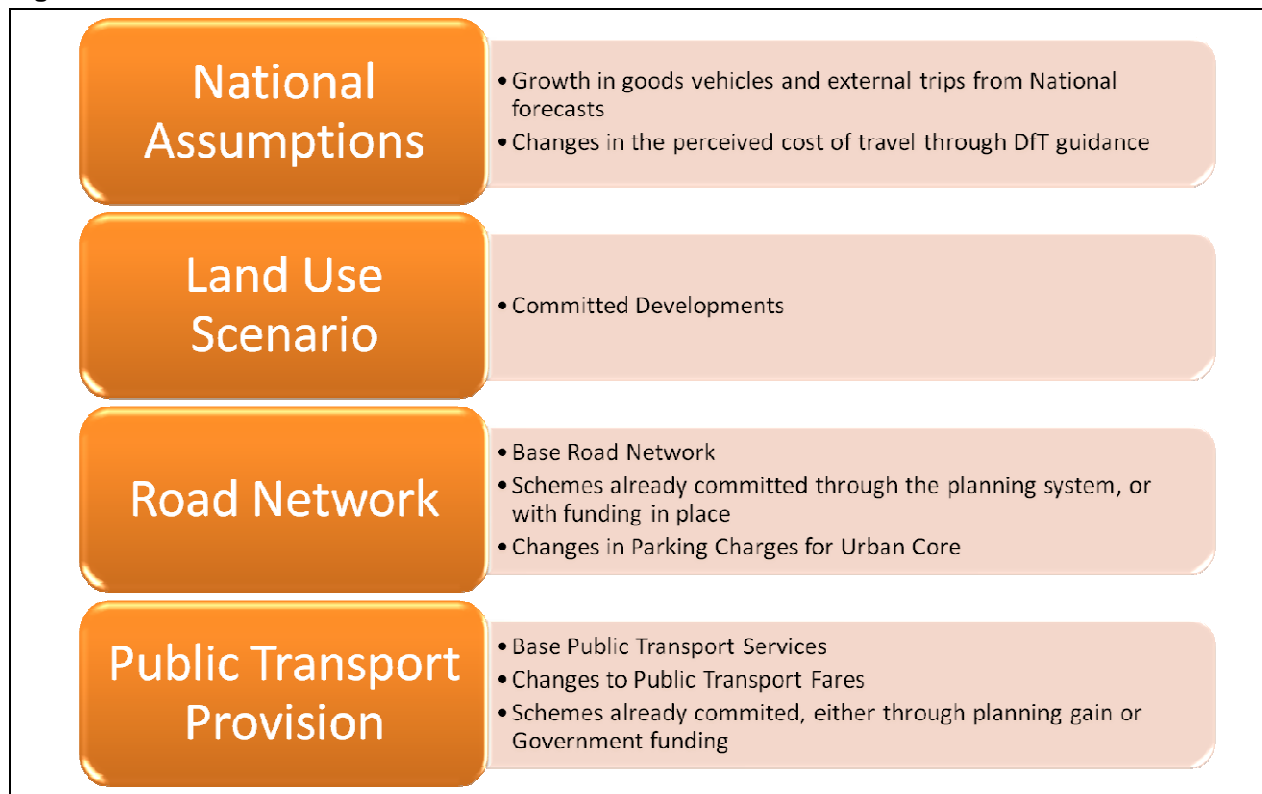 National
Assumptions
• Growth in goods vehicles and external trips from National
forecasts
• Changes in the perceived cost of travel through DfT guidance
Land Use
Scenario
• Committed Developments
Road Network
• Base Road Network
• Schemes already committed through the planning system, or
with funding in place
• Changes in Parking Charges for Urban Core
Public Transport
Provision
• Base Public Transport Services
• Changes to Public Transport Fares
• Schemes already commited, either through planning gain or
Government funding